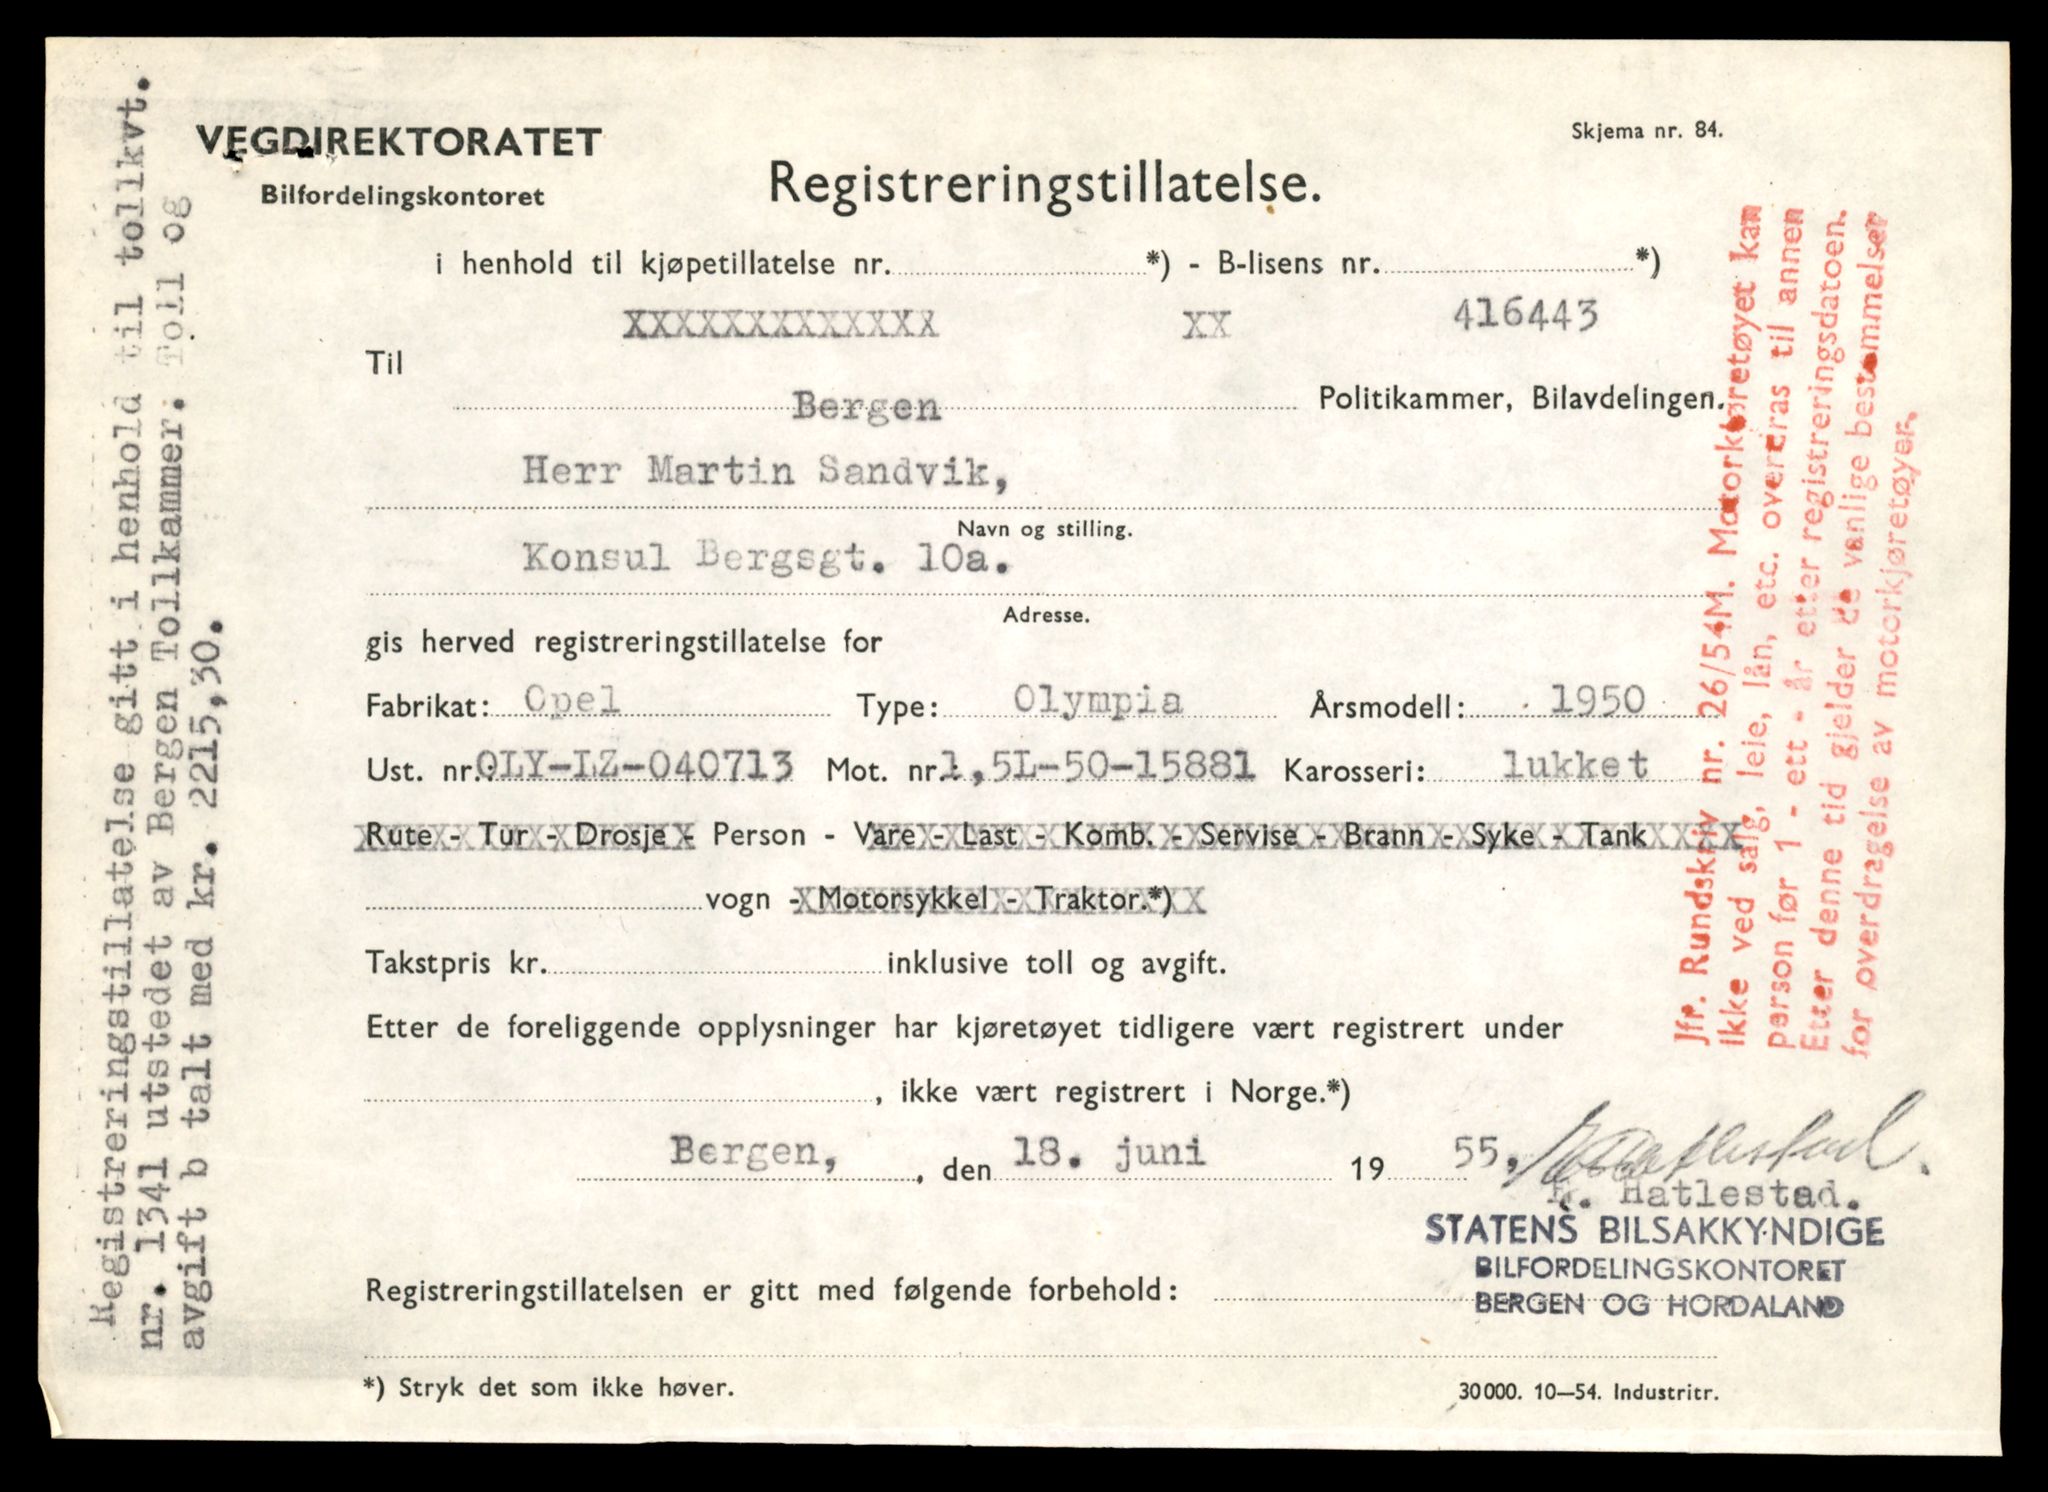 VEGDIREKTORATET
Bilfordelingskontoret
Skjema nr. 84.
Registreringstillatelse.
i henhold til kjøpetillatelse nr. *) - B-lisens nr. *)
XXXXXXXXXXXXX XX 416443
Til
Bergen Politikammer, Bilavdelingen.
Herr Martin Sandvik,
Navn og stilling.
Konsul Bergsgt. 10a.
Adresse.
gis herved registreringstillatelse for
Fabrikat: Opel Type: Olympia Årsmodell: 1950
Ust. nr.: OLY-LZ-040713 Mot. nr.: 1,5L-50-15881 Karosseri: lukket
Rute - Tur - Drosje - Person - Vare - Last - Komb. - Servise - Brann - Syke - Tank
vogn - Motorsykkel - Traktor.*)
Takstpris kr. inklusive toll og avgift.
Etter de foreliggende opplysninger har kjøretøyet tidligere vært registrert under
, ikke vært registrert i Norge.*)
Bergen, , den 18. juni 19 55,
Hatlestad.
STATENS BILSAKKYNDIGE
BILFORDELINGSKONTORET
BERGEN OG HORDALAND
Registreringstillatelsen er gitt med følgende forbehold:
*) Stryk det som ikke høver.
30000. 10—54. Industritr.
Registreringstillatelse gitt i henhold til tollkvt.
nr. 1341 utstedet av Bergen Tollkammer. Toll og
avgift b talt med kr. 2215,30.
Jfr. Rundskriv nr. 26/54M. Motorkjøretøyet kan
ikke ved salg, leie, lån, etc. overdras til annen
person før 1 - ett - år etter registreringsdatoen.
Etter denne tid gjelder de vanlige bestemmelser
for overdragelse av motorkjøretøyer.